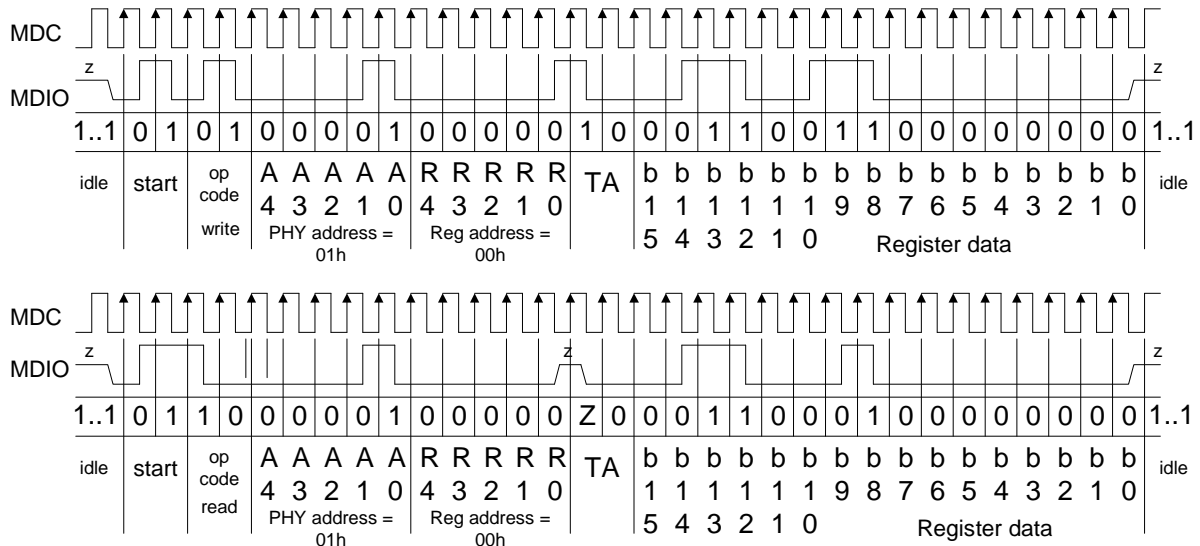 MDC
z z
MDIO
1..1 0 1 0 1 0 0 0 0 1 0 0 0 0 0 1 0 0 0 1 1 0 0 1 1 0 0 0 0 0 0 0 0 1..1
idle start op code write A A A A A R R R R R TA b b b b b b b b b b b b b b b b idle
4 3 2 1 0 4 3 2 1 0 1 1 1 1 1 1 9 8 7 6 5 4 3 2 1 0
5 4 3 2 1 0
PHY address = 01h Reg address = 00h Register data
MDC
z z z
MDIO
1..1 0 1 1 0 0 0 0 0 1 0 0 0 0 0 Z 0 0 0 1 1 0 0 0 1 0 0 0 0 0 0 0 0 1..1
idle start op code read A A A A A R R R R R TA b b b b b b b b b b b b b b b b idle
4 3 2 1 0 4 3 2 1 0 1 1 1 1 1 1 9 8 7 6 5 4 3 2 1 0
5 4 3 2 1 0
PHY address = 01h Reg address = 00h Register data